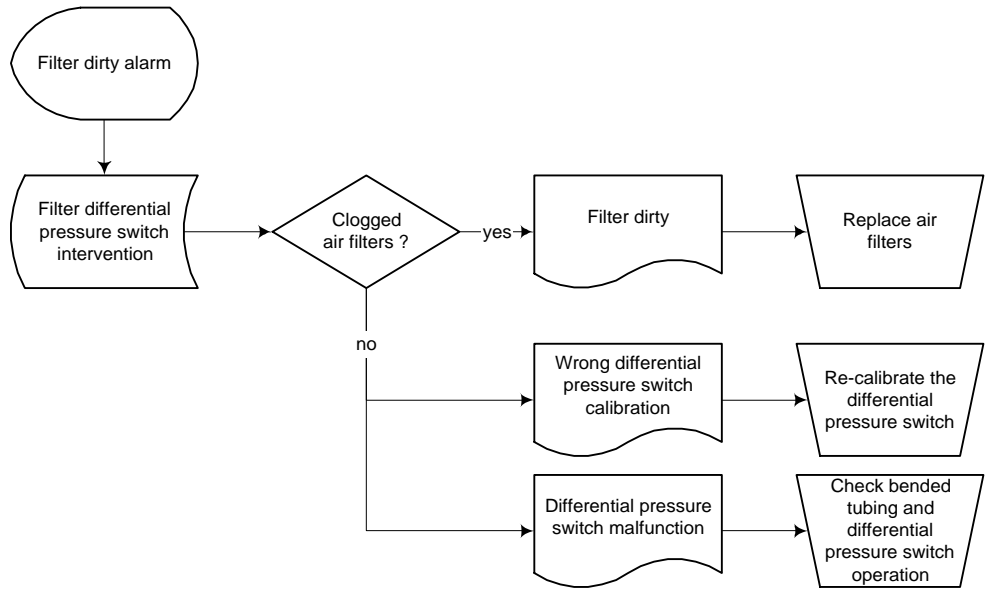 Filter dirty alarm
Filter differential
pressure switch
intervention
Clogged
air filters ?
yes
Filter dirty
Replace air
filters
no
Wrong differential
pressure switch
calibration
Re-calibrate the
differential
pressure switch
Differential pressure
switch malfunction
Check bended
tubing and
differential
pressure switch
operation